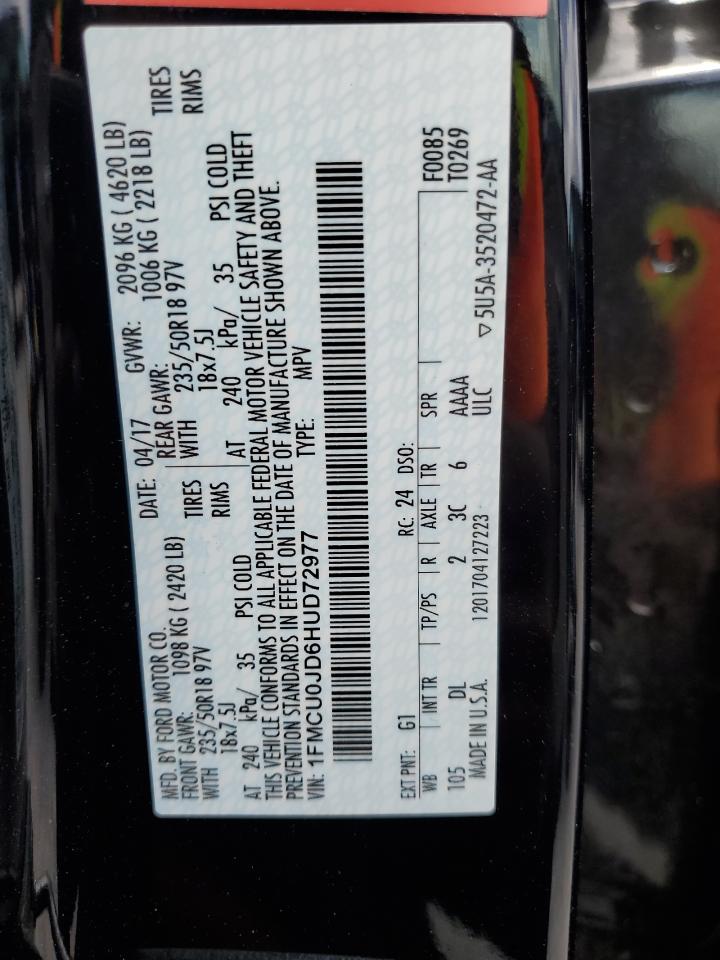 MFD. BY FORD MOTOR CO.
DATE: 04/17 GVWR: 2096 KG ( 4620 LB)
FRONT GAWR: 1098 KG ( 2420 LB) REAR GAWR: 1006 KG ( 2218 LB)
WITH 235/50R18 97V TIRES WITH 235/50R18 97V TIRES
18x7.5J RIMS 18x7.5J RIMS
AT 240 kPa/ 35 PSI COLD AT 240 kPa/ 35 PSI COLD
THIS VEHICLE CONFORMS TO ALL APPLICABLE FEDERAL MOTOR VEHICLE SAFETY AND THEFT
PREVENTION STANDARDS IN EFFECT ON THE DATE OF MANUFACTURE SHOWN ABOVE.
VIN: 1FMCU0JD6HUD72977 TYPE: MPV
EXT PNT: G1 RC: 24 DSO: F0085
WB INT TR TP/PS R AXLE TR SPR T0269
105 DL 2 3C 6 AAAA
MADE IN U.S.A. 1201704127223 ULC ▽5U5A-3520472-AA